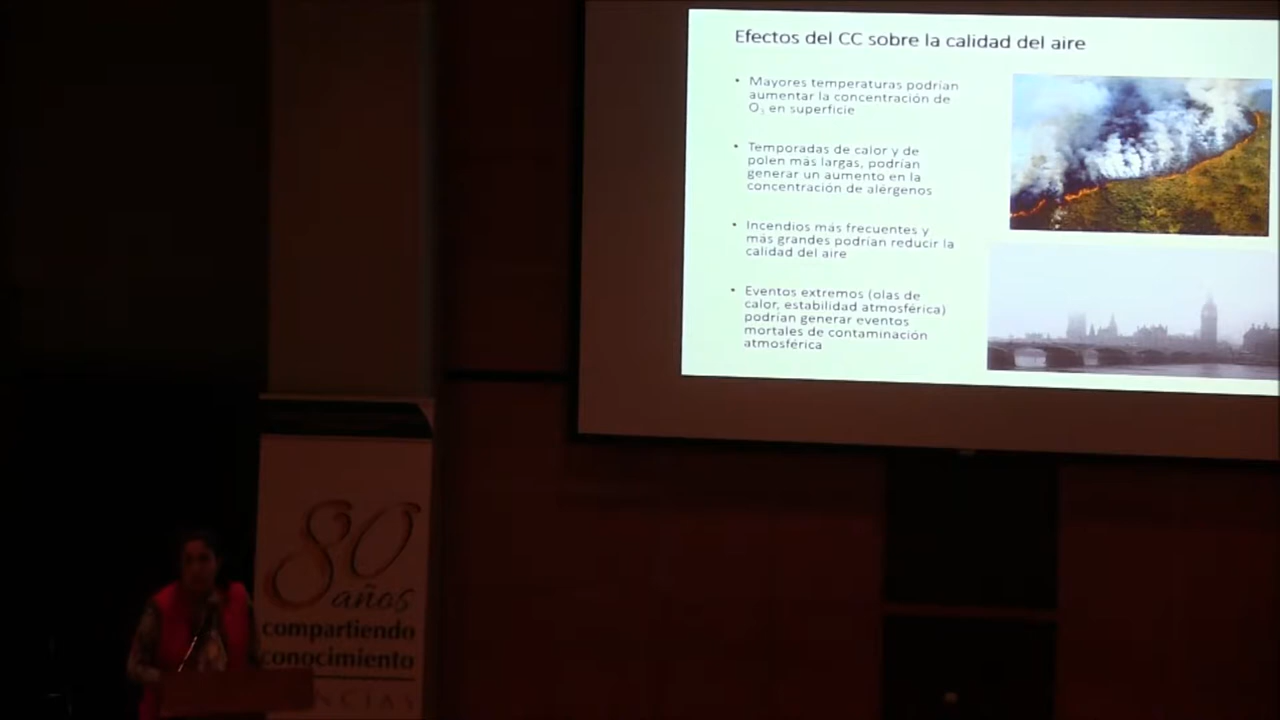 Efectos del CC sobre la calidad del aire
• Mayores temperaturas podrían
aumentar la concentración de
O₃ en superficie
• Temporadas de calor y de
polen más largas, podrían
generar un aumento en la
concentración de alérgenos
• Incendios más frecuentes y
más grandes podrían reducir la
calidad del aire
• Eventos extremos (olas de
calor, estabilidad atmosférica)
podrían generar eventos
mortales de contaminación
atmosférica
80
años
compartiendo
conocimiento